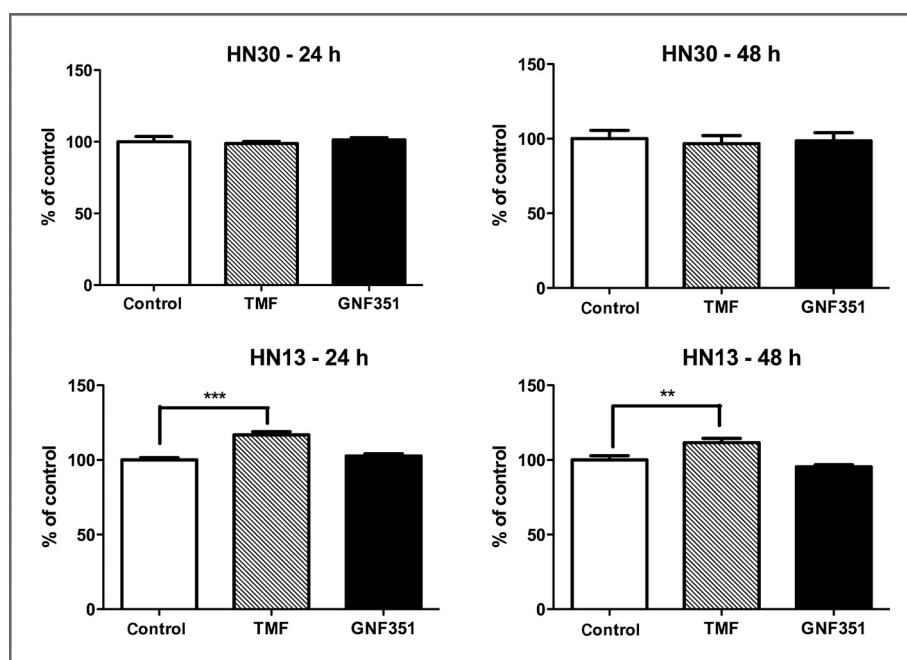 HN30 - 24 h
% of control
150
100
50
0
Control TMF GNF351
HN30 - 48 h
% of control
150
100
50
0
Control TMF GNF351
HN13 - 24 h
% of control
150
100
50
0
***
Control TMF GNF351
HN13 - 48 h
% of control
150
100
50
0
**
Control TMF GNF351